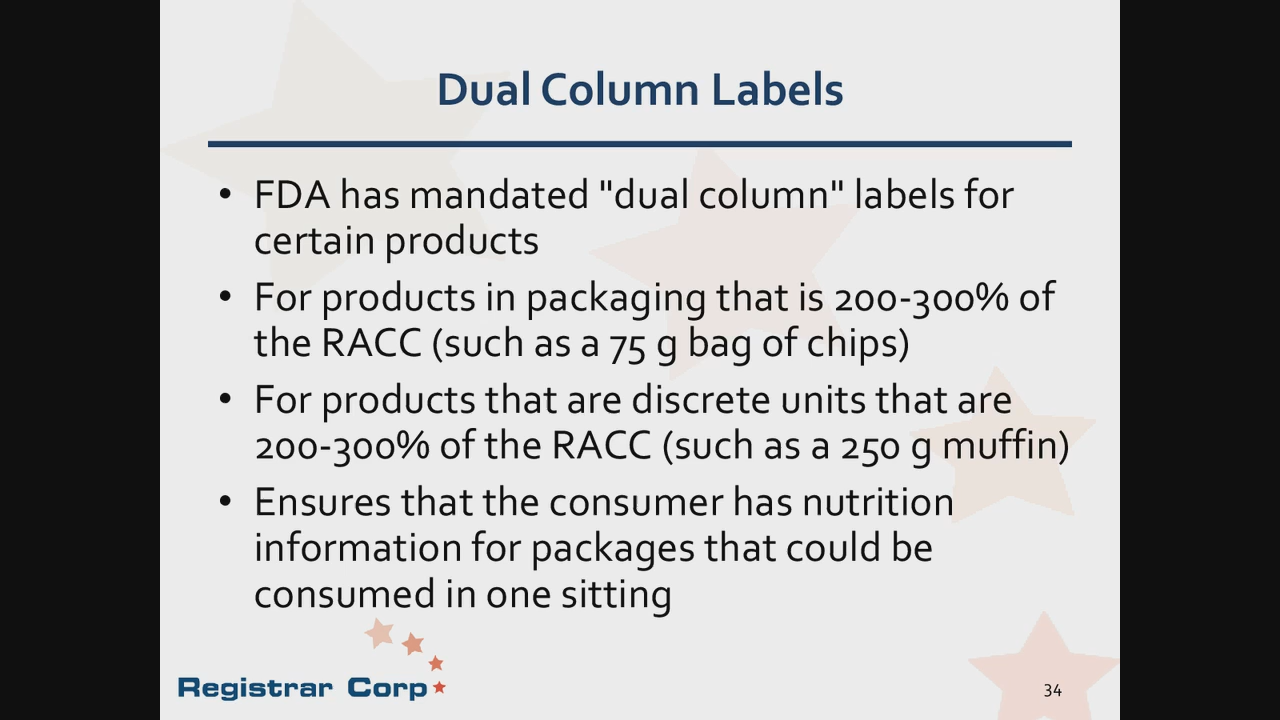 Dual Column Labels
• FDA has mandated "dual column" labels for
certain products
• For products in packaging that is 200-300% of
the RACC (such as a 75 g bag of chips)
• For products that are discrete units that are
200-300% of the RACC (such as a 250 g muffin)
• Ensures that the consumer has nutrition
information for packages that could be
consumed in one sitting
Registrar Corp
34